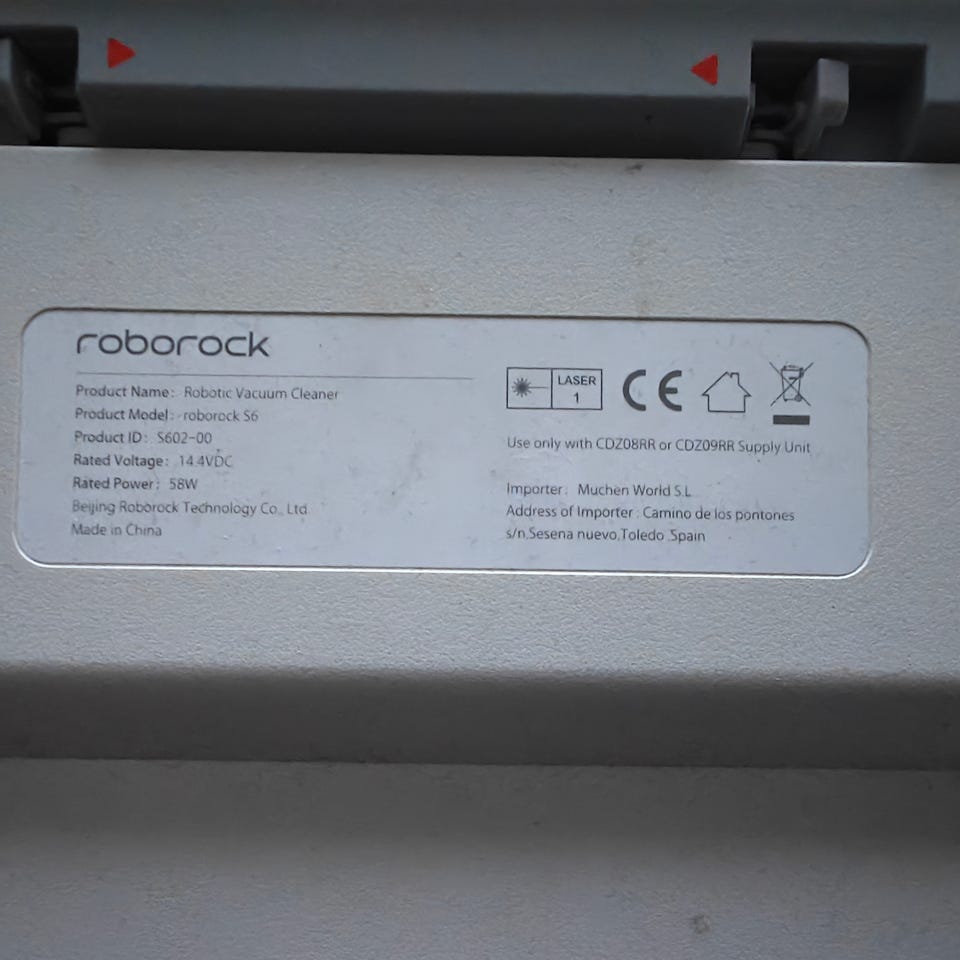 roborock
Product Name: Robotic Vacuum Cleaner
Product Model: roborock S6
Product ID: S602-00
Rated Voltage: 14.4VDC
Rated Power: 58W
Beijing Roborock Technology Co., Ltd.
Made in China
LASER
1
CE
Use only with CDZ08RR or CDZ09RR Supply Unit
Importer: Muchen World S.L
Address of Importer : Camino de los pontones
s/n,Sesena nuevo,Toledo ,Spain